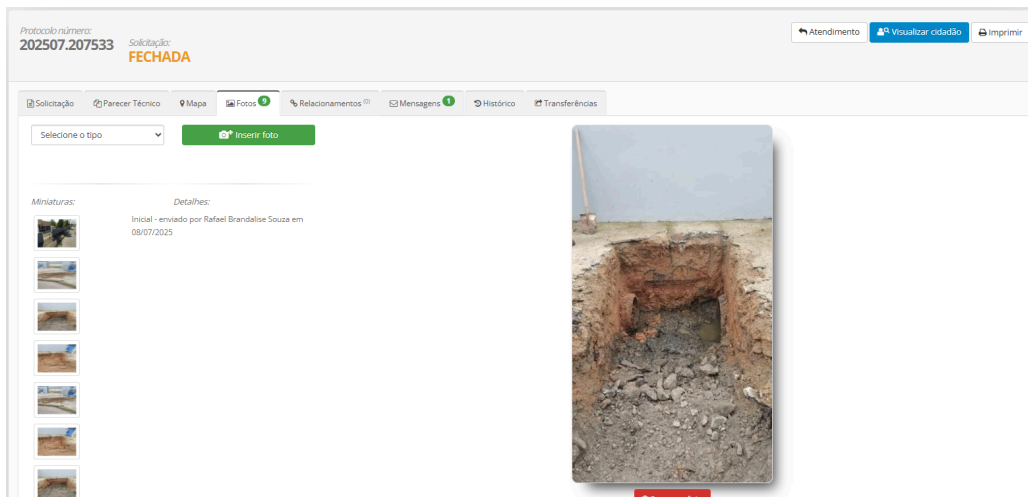 Protocolo número:
202507.207533
Solicitação:
FECHADA
Atendimento
Visualizar cidadão
Imprimir
Solicitação
Parecer Técnico
Mapa
Fotos 9
Relacionamentos (0)
Mensagens 1
Histórico
Transferências
Selecione o tipo
Inserir foto
Miniaturas:
Detalhes:
Inicial - enviado por Rafael Brandalise Souza em
08/07/2025